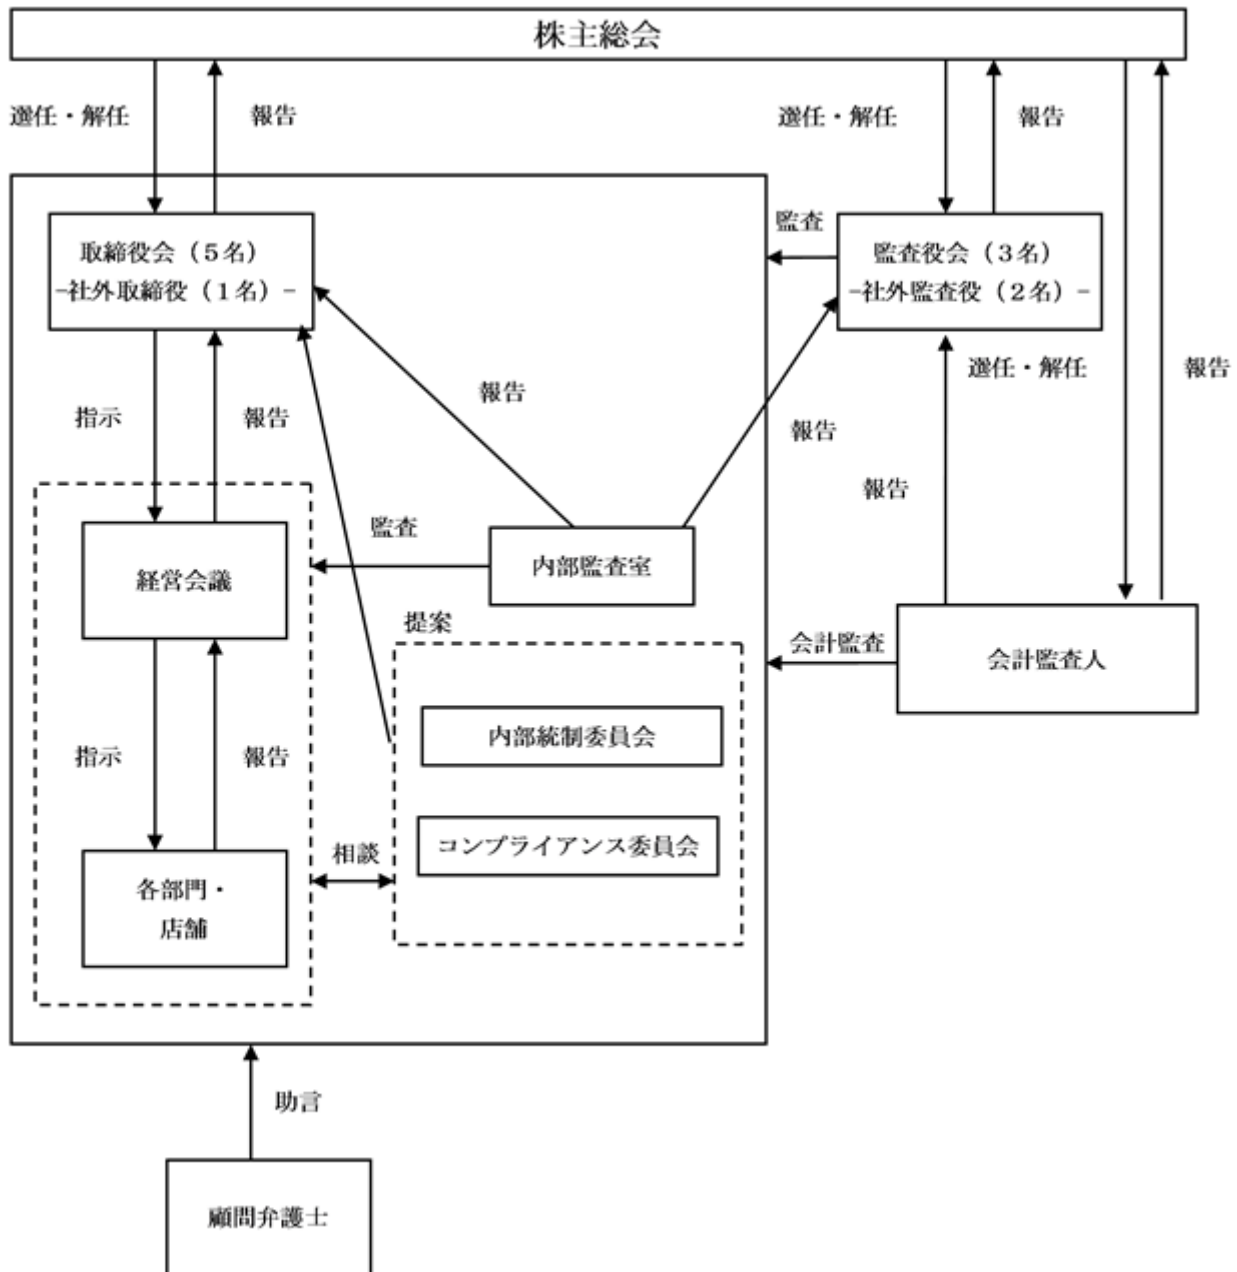 株主総会
選任・解任
報告
選任・解任
報告
監査
取締役会（５名）
−社外取締役（１名）−
監査役会（３名）
−社外監査役（２名）−
選任・解任
報告
指示
報告
報告
報告
報告
監査
経営会議
内部監査室
提案
会計監査
会計監査人
内部統制委員会
指示
報告
コンプライアンス委員会
相談
各部門・
店舗
助言
顧問弁護士